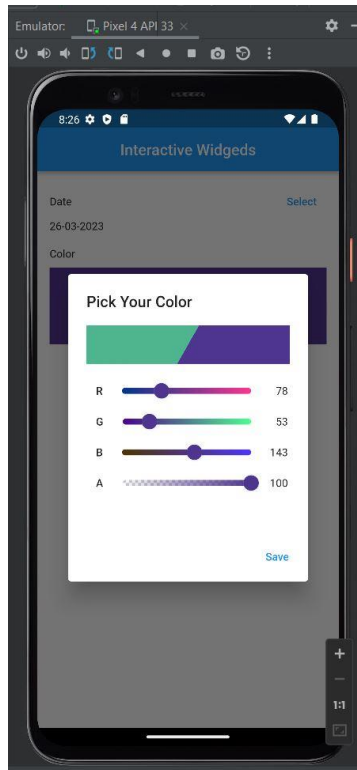 Emulator: Pixel 4 API 33
8:26
Interactive Widgeds
Date Select
26-03-2023
Color
Pick Your Color
R 78
G 53
B 143
A 100
Save
1:1